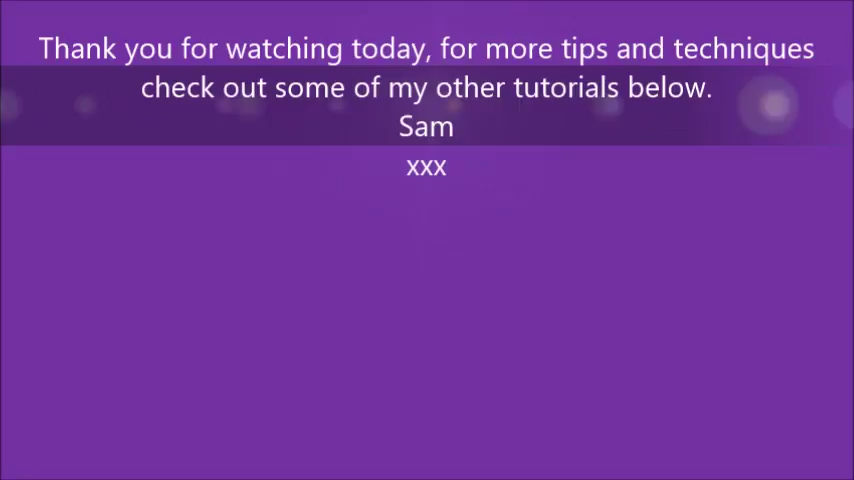 Thank you for watching today, for more tips and techniques
check out some of my other tutorials below.
Sam
xxx